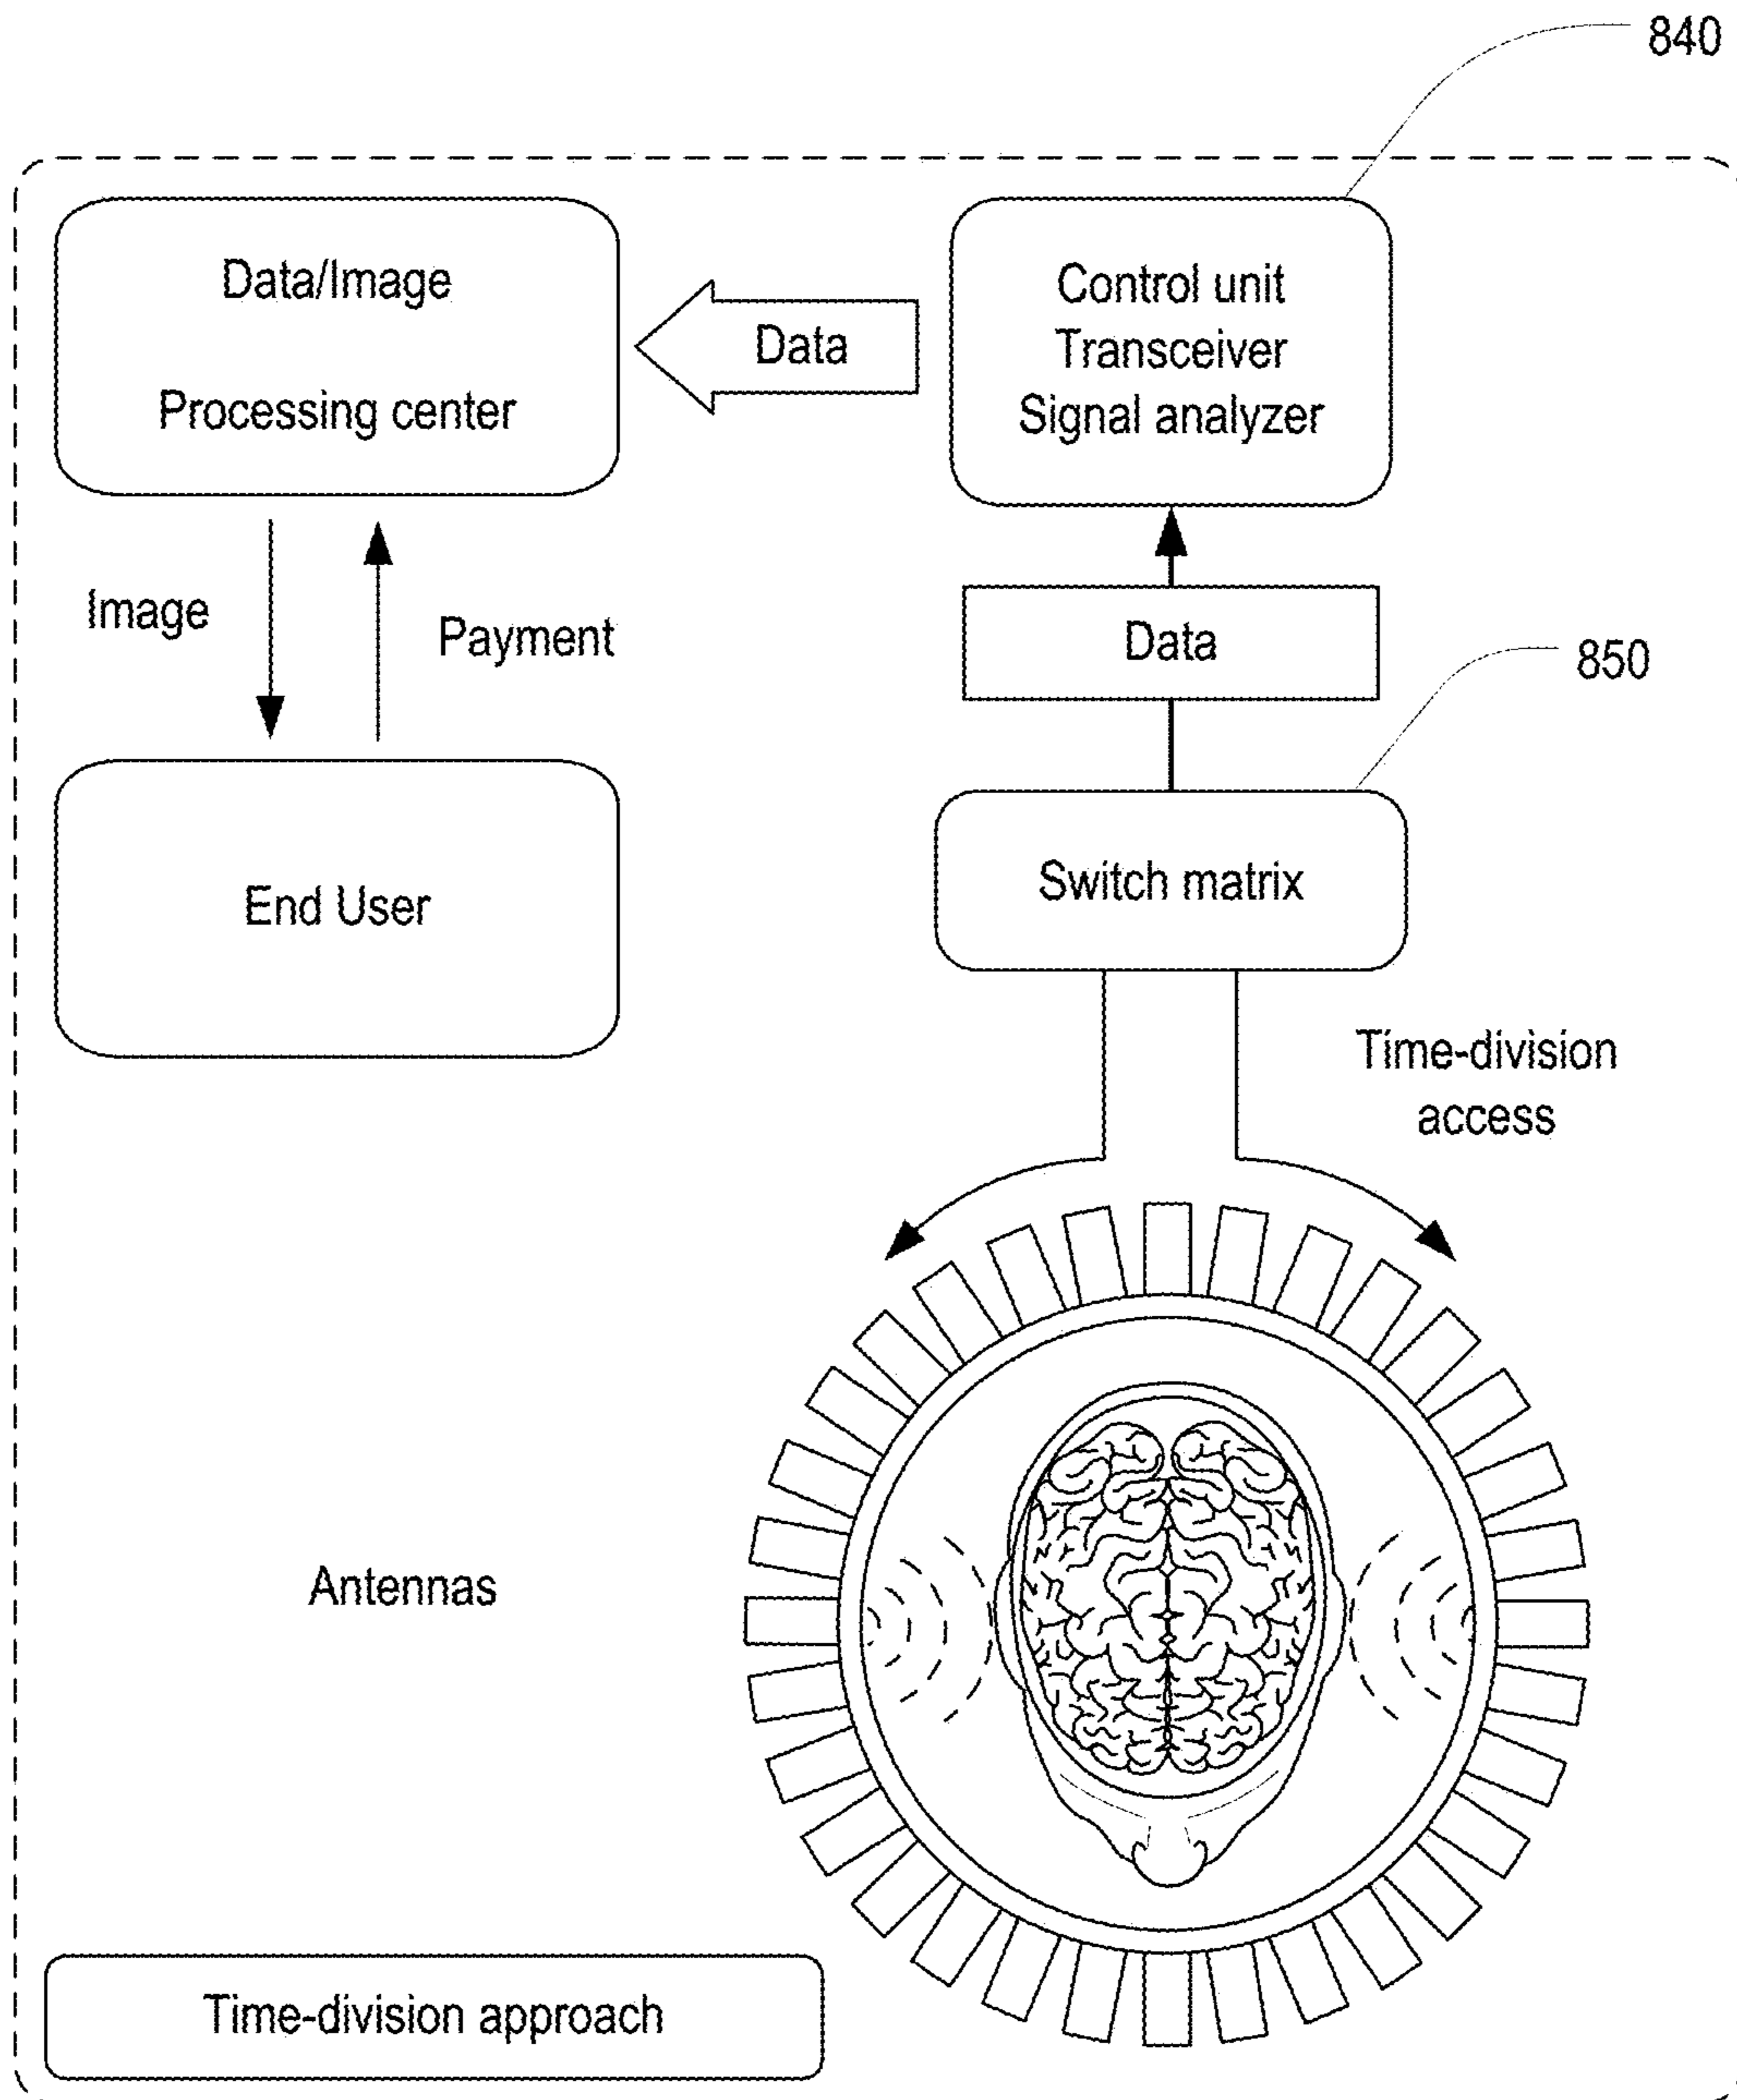 840
Data/Image
Processing center
Data
Control unit
Transceiver
Signal analyzer
Image
Payment
Data
850
End User
Switch matrix
Time-division
access
Antennas
Time-division approach